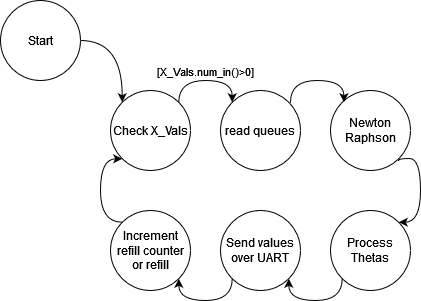 Start
[X_Vals.num_in()>0]
Check X_Vals
read queues
Newton
Raphson
Increment
refill counter
or refill
Send values
over UART
Process
Thetas